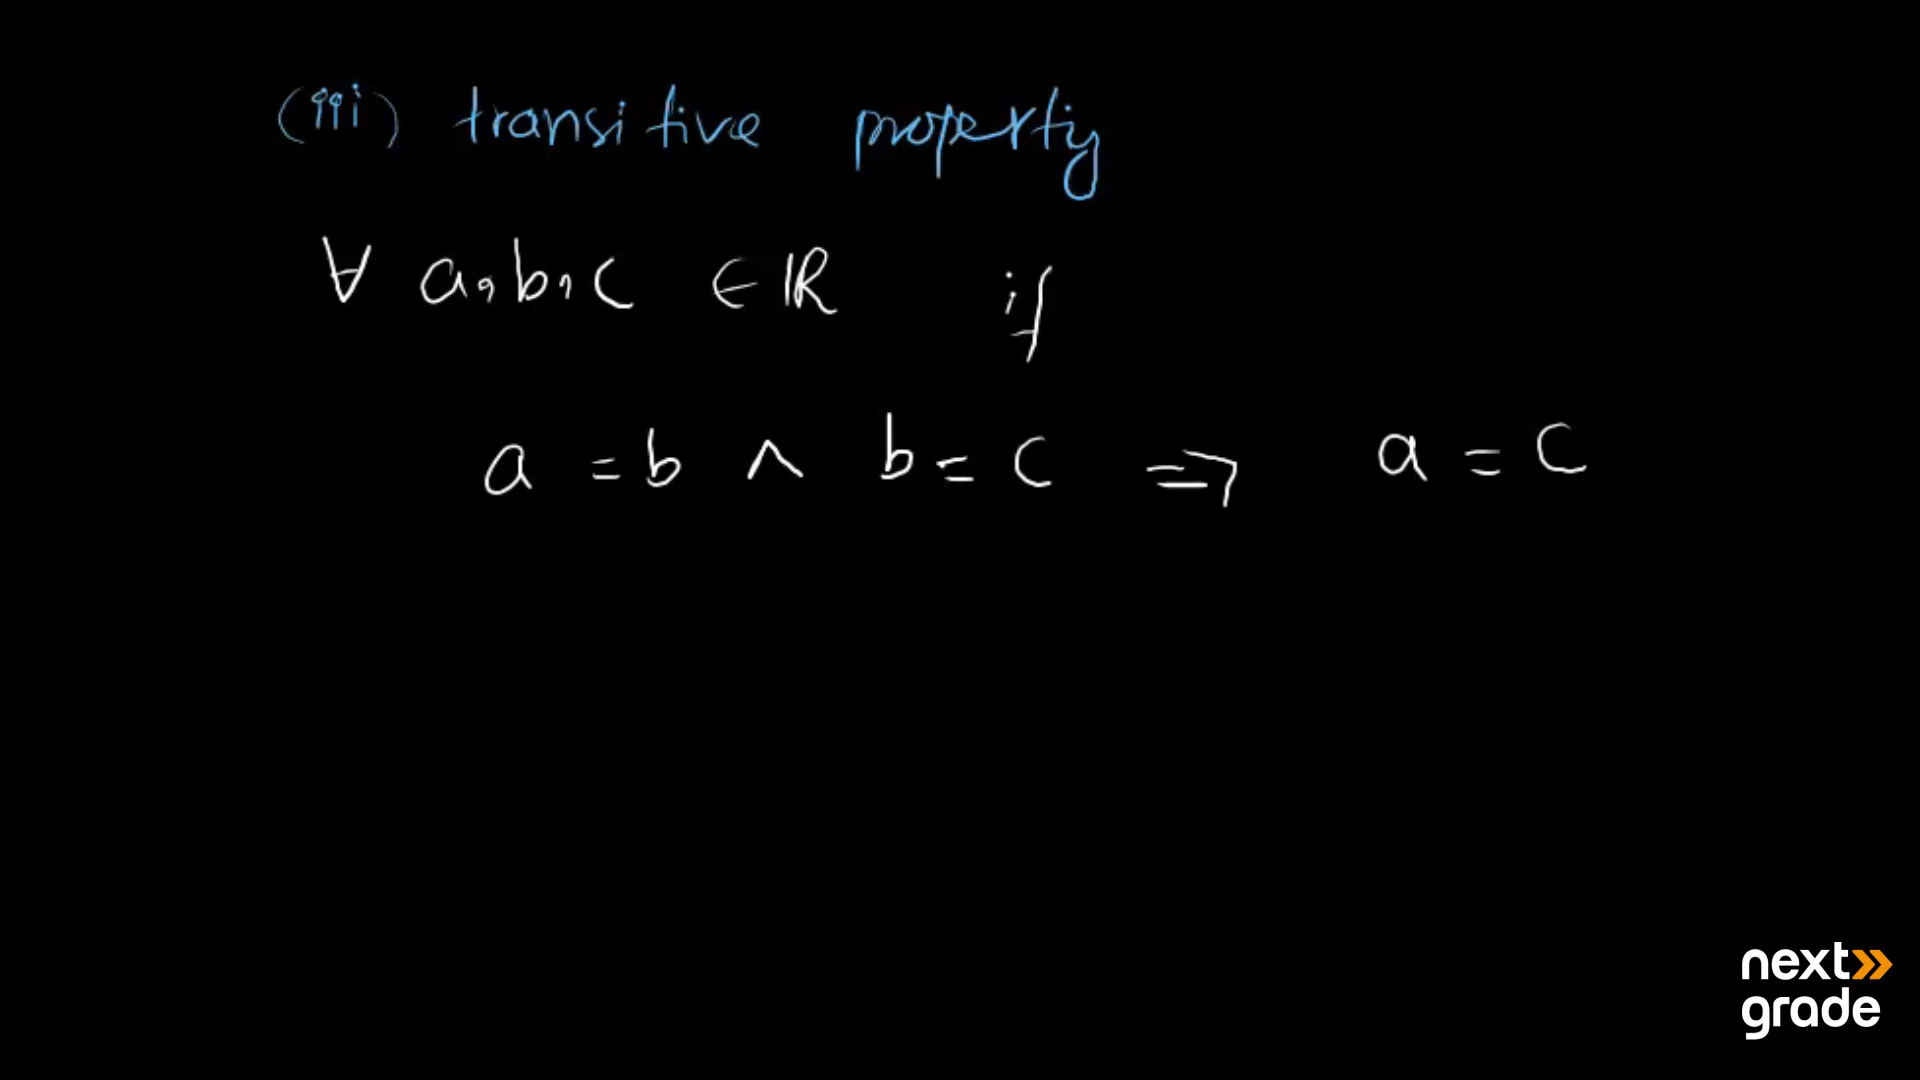 (iii) transitive property
∀ a, b, c ∈ ℝ if
a = b ∧ b = c ⇒ a = c
next
grade